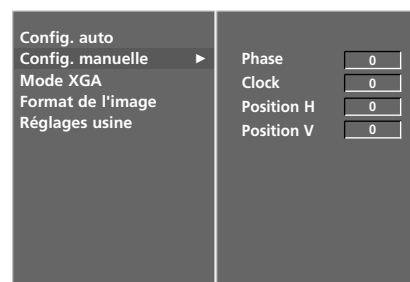 Config. auto
Config. manuelle ►
Mode XGA
Format de l'image
Réglages usine
Phase 0
Clock 0
Position H 0
Position V 0